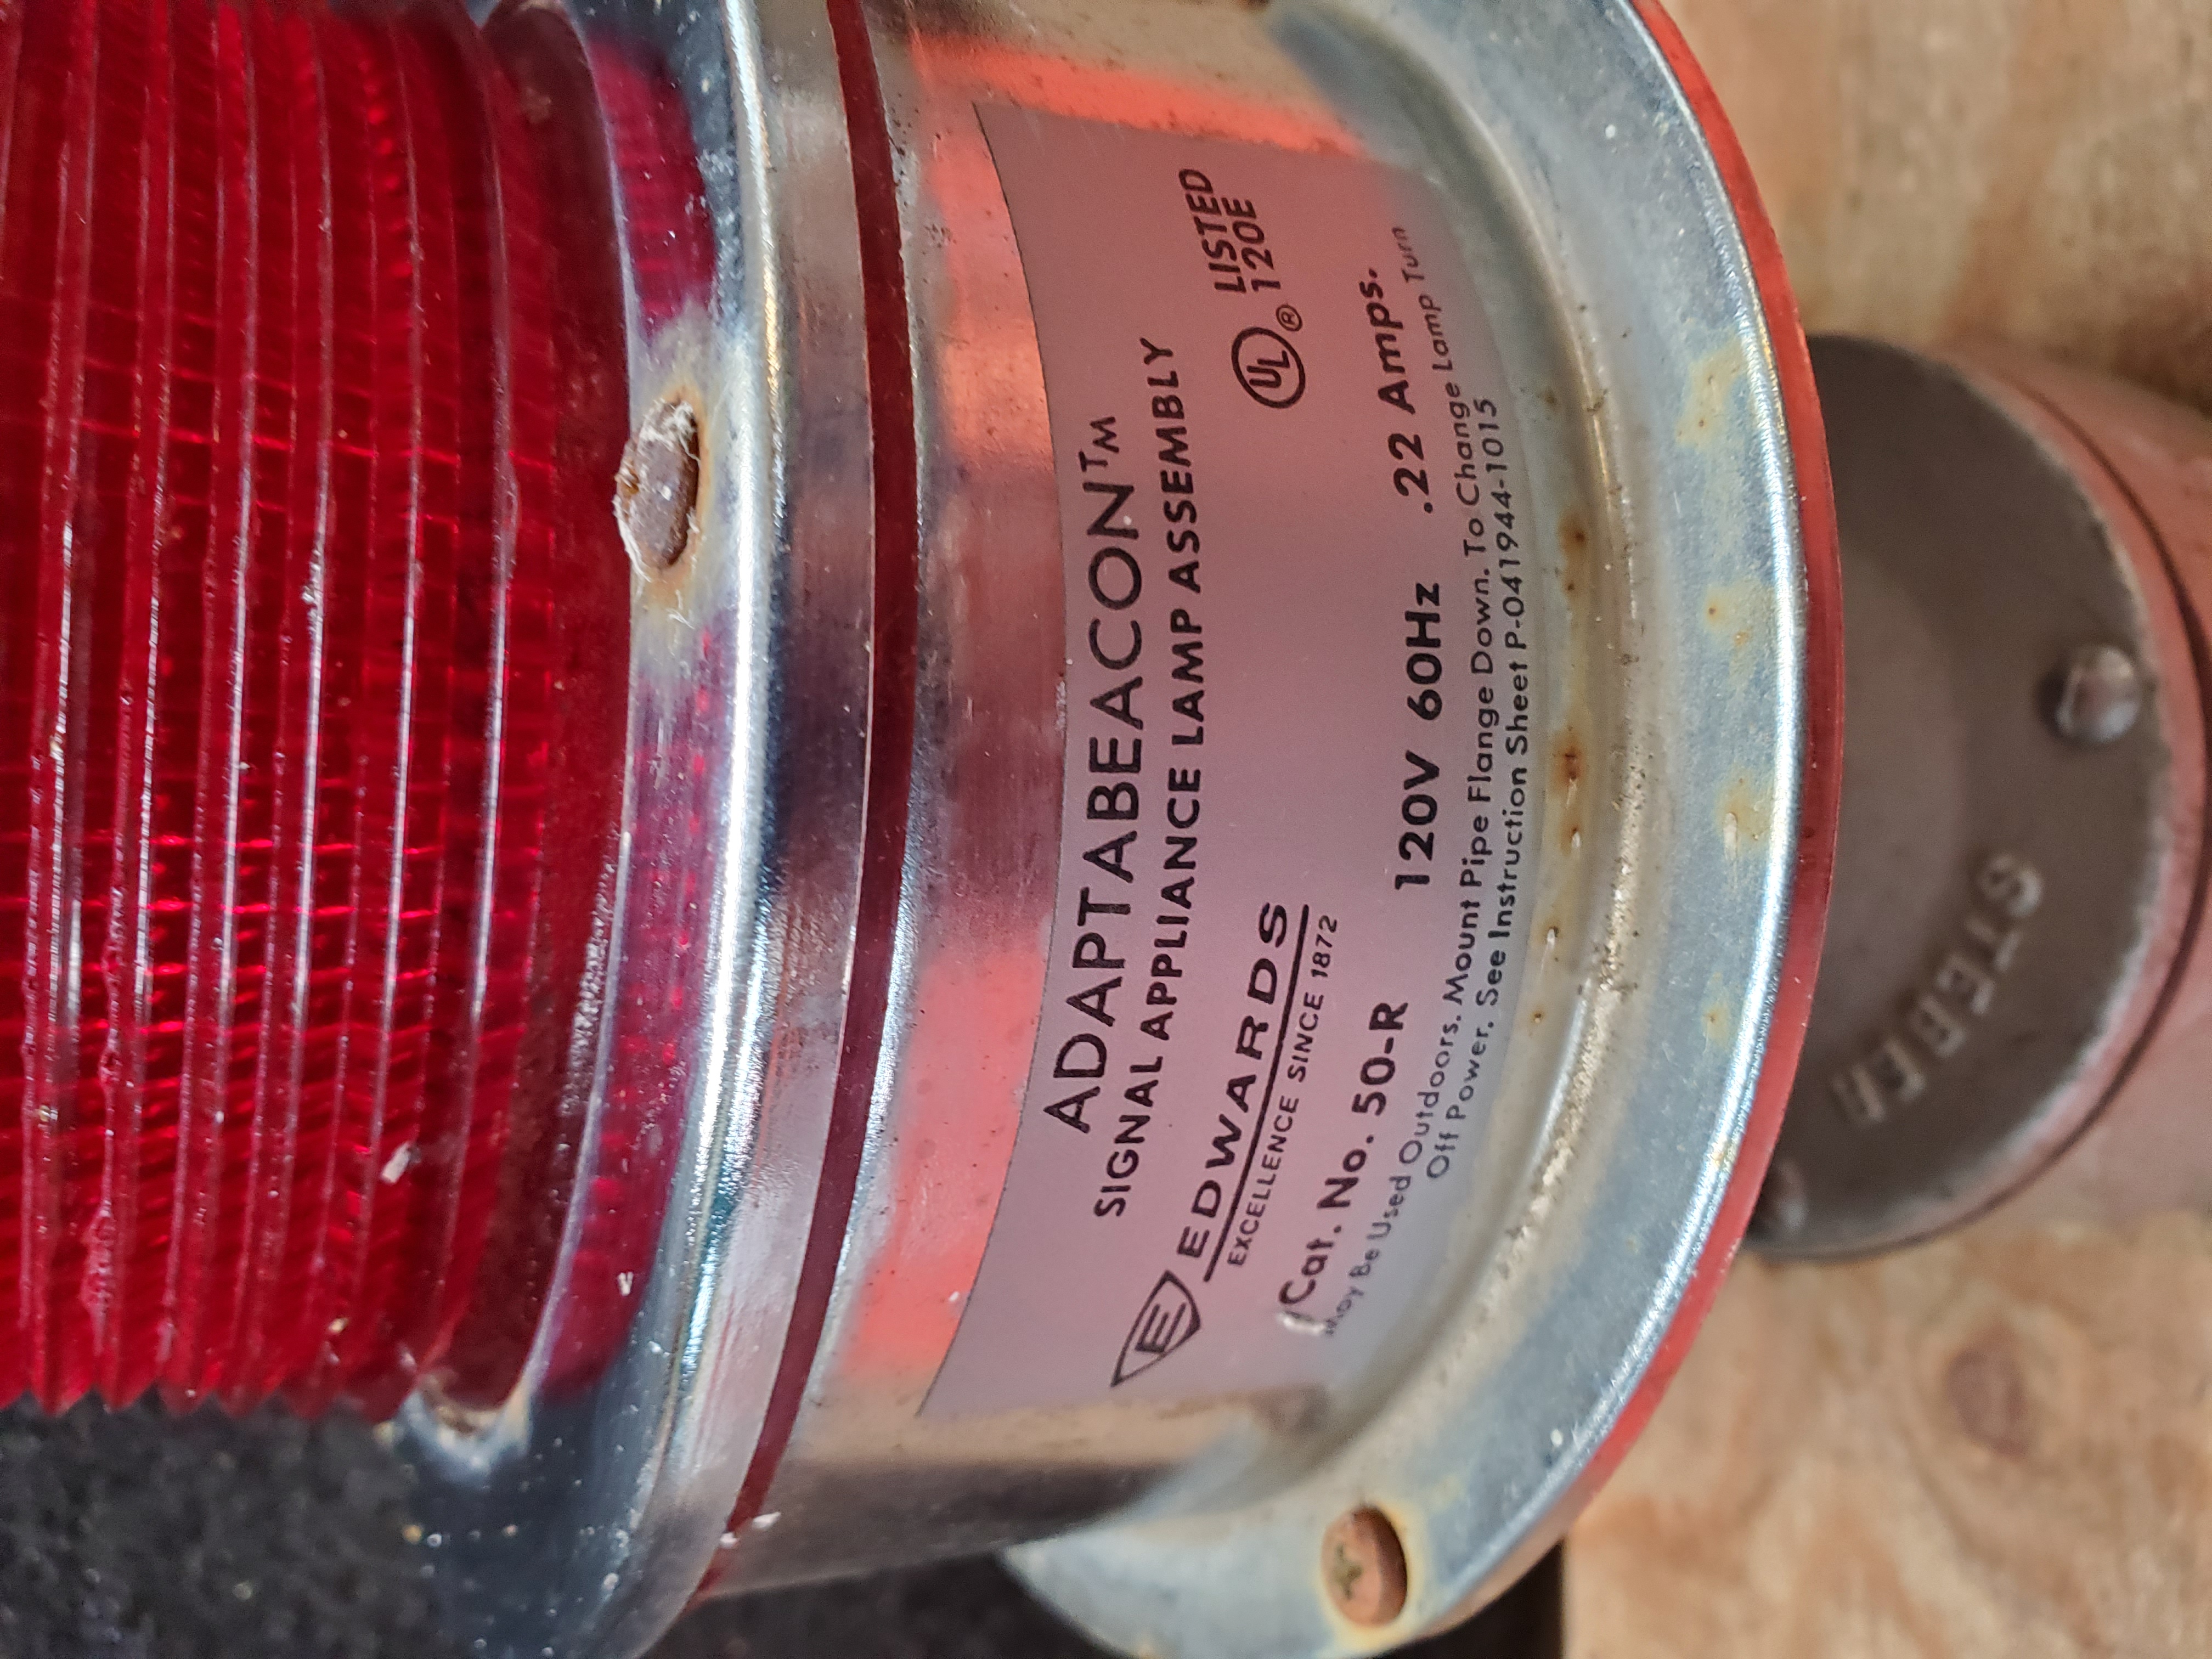 ADAPTABEACON™
SIGNAL APPLIANCE LAMP ASSEMBLY
E EDWARDS
EXCELLENCE SINCE 1872
UL® LISTED
120E
Cat. No. 50-R 120V 60Hz .22 Amps.
May Be Used Outdoors. Mount Pipe Flange Down. To Change Lamp Turn
Off Power. See Instruction Sheet P-041944-1015
STEBER